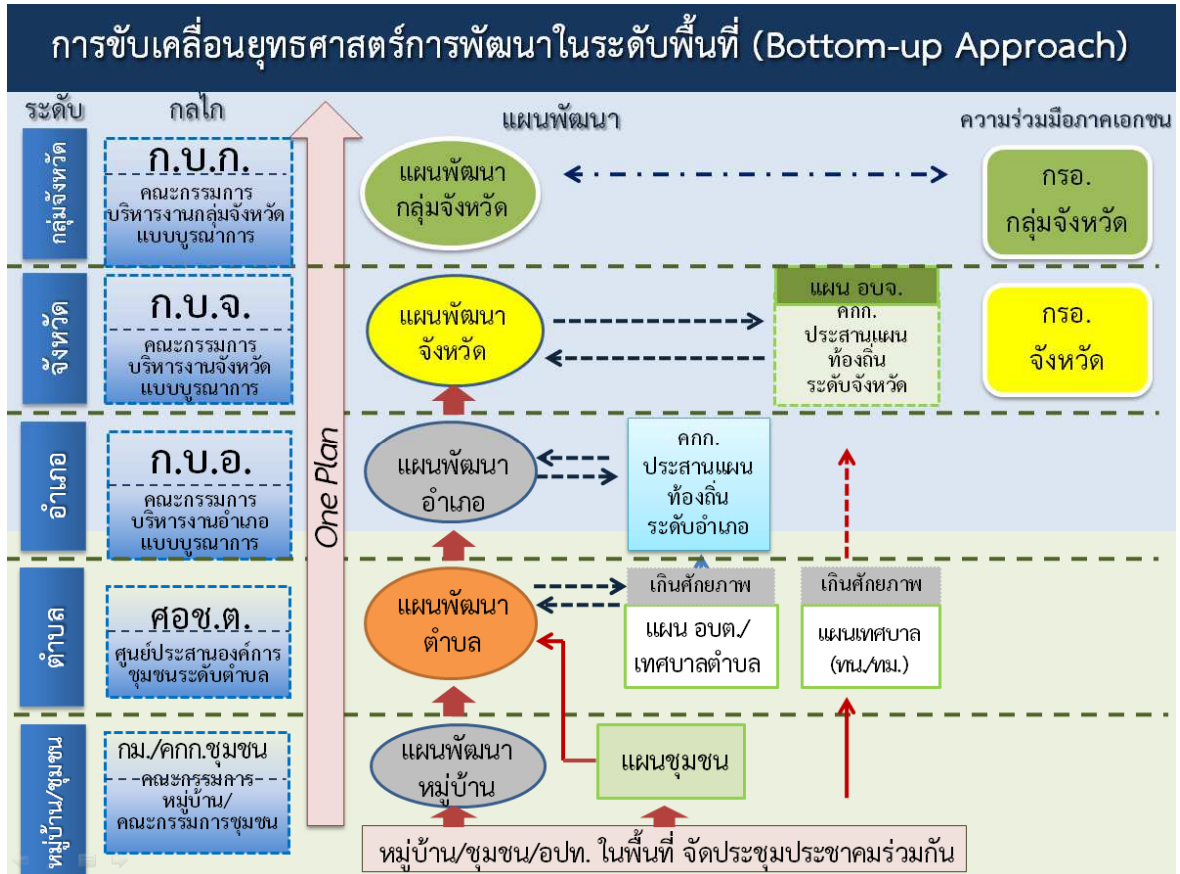 การขับเคลื่อนยุทธศาสตร์การพัฒนาในระดับพื้นที่ (Bottom-up Approach)
ระดับ
กลไก
แผนพัฒนา
ความร่วมมือภาคเอกชน
กลุ่มจังหวัด
ก.บ.ก.
คณะกรรมการ
บริหารงานกลุ่มจังหวัด
แบบบูรณาการ
แผนพัฒนา
กลุ่มจังหวัด
กรอ.
กลุ่มจังหวัด
จังหวัด
ก.บ.จ.
คณะกรรมการ
บริหารงานจังหวัด
แบบบูรณาการ
แผนพัฒนา
จังหวัด
แผน อบจ.
คกก.
ประสานแผน
ท้องถิ่น
ระดับจังหวัด
กรอ.
จังหวัด
One Plan
อำเภอ
ก.บ.อ.
คณะกรรมการ
บริหารงานอำเภอ
แบบบูรณาการ
แผนพัฒนา
อำเภอ
คกก.
ประสานแผน
ท้องถิ่น
ระดับอำเภอ
ตำบล
ศอช.ต.
ศูนย์ประสานองค์การ
ชุมชนระดับตำบล
แผนพัฒนา
ตำบล
เกินศักยภาพ
แผน อบต./
เทศบาลตำบล
เกินศักยภาพ
แผนเทศบาล
(ทน./ทม.)
หมู่บ้าน/ชุมชน
กม./คกก.ชุมชน
คณะกรรมการ
หมู่บ้าน/
คณะกรรมการชุมชน
แผนพัฒนา
หมู่บ้าน
แผนชุมชน
หมู่บ้าน/ชุมชน/อปท. ในพื้นที่ จัดประชุมประชาคมร่วมกัน